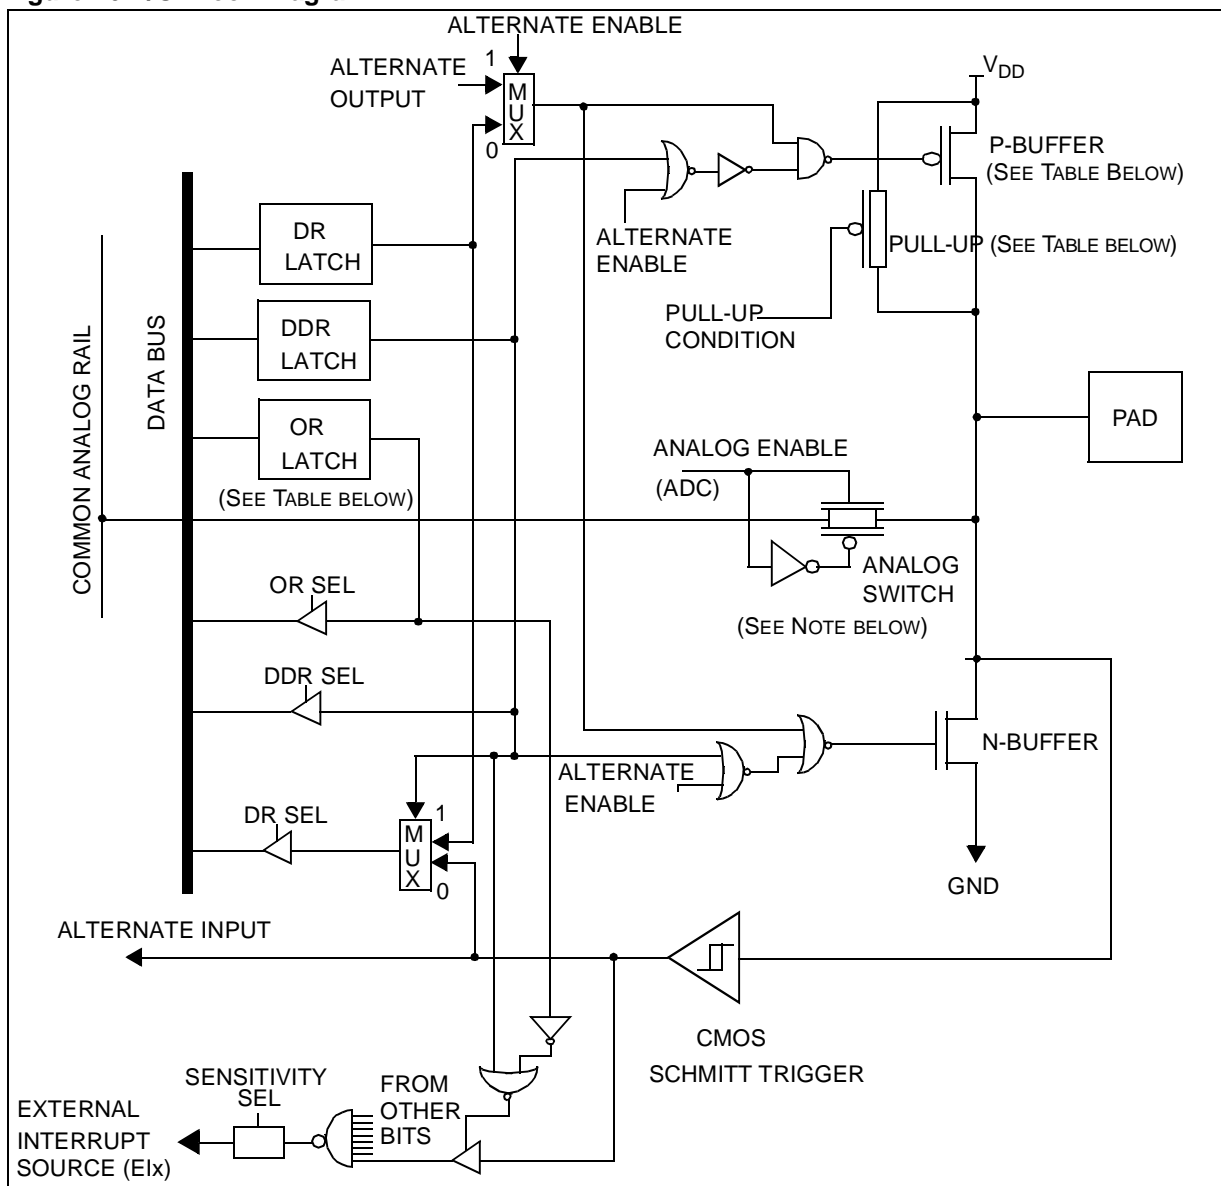 ALTERNATE ENABLE
1
ALTERNATE
OUTPUT
M
U
X
0
VDD
P-BUFFER
(SEE TABLE BELOW)
DR
LATCH
ALTERNATE
ENABLE
PULL-UP (SEE TABLE BELOW)
PULL-UP
CONDITION
DDR
LATCH
COMMON ANALOG RAIL
DATA BUS
PAD
OR
LATCH
(SEE TABLE BELOW)
ANALOG ENABLE
(ADC)
ANALOG
SWITCH
(SEE NOTE BELOW)
OR SEL
DDR SEL
N-BUFFER
ALTERNATE
ENABLE
DR SEL
1
M
U
X
0
GND
ALTERNATE INPUT
CMOS
SCHMITT TRIGGER
SENSITIVITY
SEL
FROM
OTHER
BITS
EXTERNAL
INTERRUPT
SOURCE (EIx)